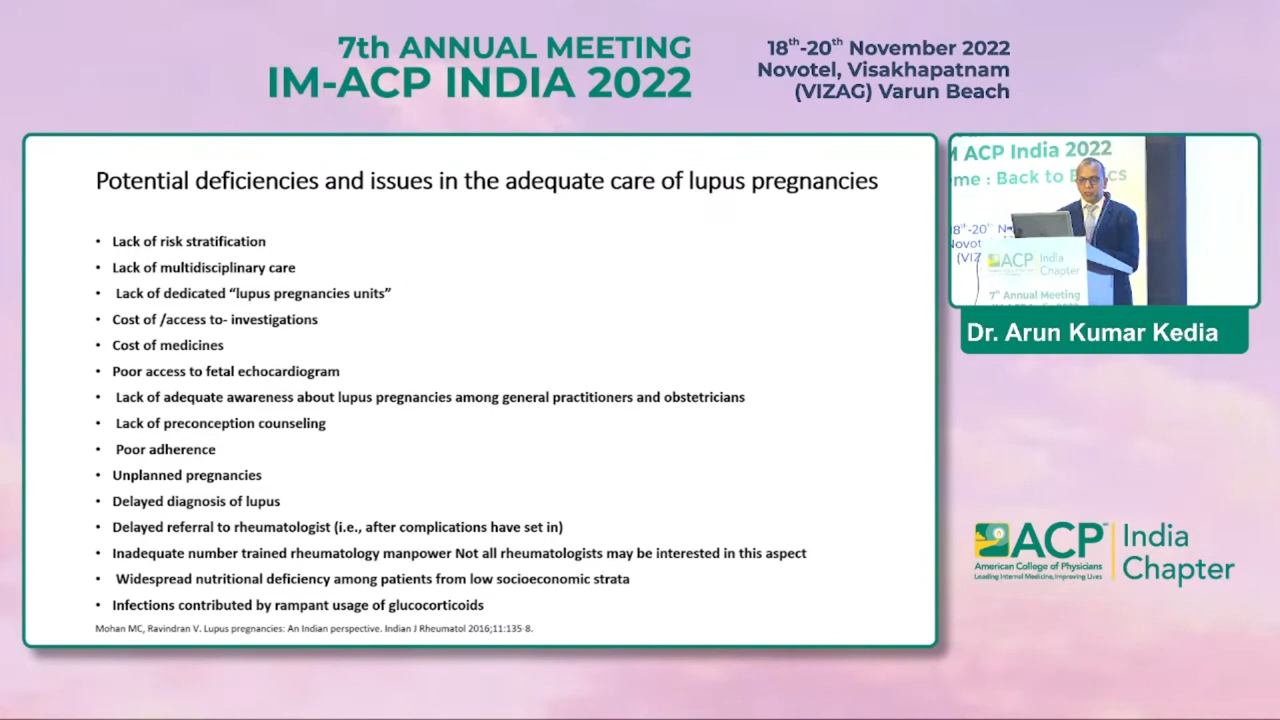 7th ANNUAL MEETING
IM-ACP INDIA 2022
18th-20th November 2022
Novotel, Visakhapatnam
(VIZAG) Varun Beach
Potential deficiencies and issues in the adequate care of lupus pregnancies
• Lack of risk stratification
• Lack of multidisciplinary care
• Lack of dedicated “lupus pregnancies units”
• Cost of /access to- investigations
• Cost of medicines
• Poor access to fetal echocardiogram
• Lack of adequate awareness about lupus pregnancies among general practitioners and obstetricians
• Lack of preconception counseling
• Poor adherence
• Unplanned pregnancies
• Delayed diagnosis of lupus
• Delayed referral to rheumatologist (i.e., after complications have set in)
• Inadequate number trained rheumatology manpower Not all rheumatologists may be interested in this aspect
• Widespread nutritional deficiency among patients from low socioeconomic strata
• Infections contributed by rampant usage of glucocorticoids
Mohan MC, Ravindran V. Lupus pregnancies: An Indian perspective. Indian J Rheumatol 2016;11:135-8.
ACP India 2022
: Back to
18th-20th
(VIZ
ACP India
Chapter
7th Annual Meeting
Dr. Arun Kumar Kedia
ACP
American College of Physicians
Leading Internal Medicine, Improving Lives
India
Chapter